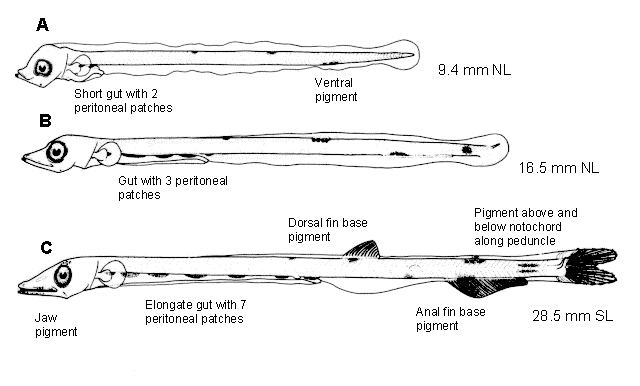 A
9.4 mm NL
Short gut with 2
peritoneal patches
Ventral
pigment
B
16.5 mm NL
Gut with 3 peritoneal
patches
Dorsal fin base
pigment
Pigment above and
below notochord
along peduncle
C
Jaw
pigment
Elongate gut with 7
peritoneal patches
Anal fin base
pigment
28.5 mm SL